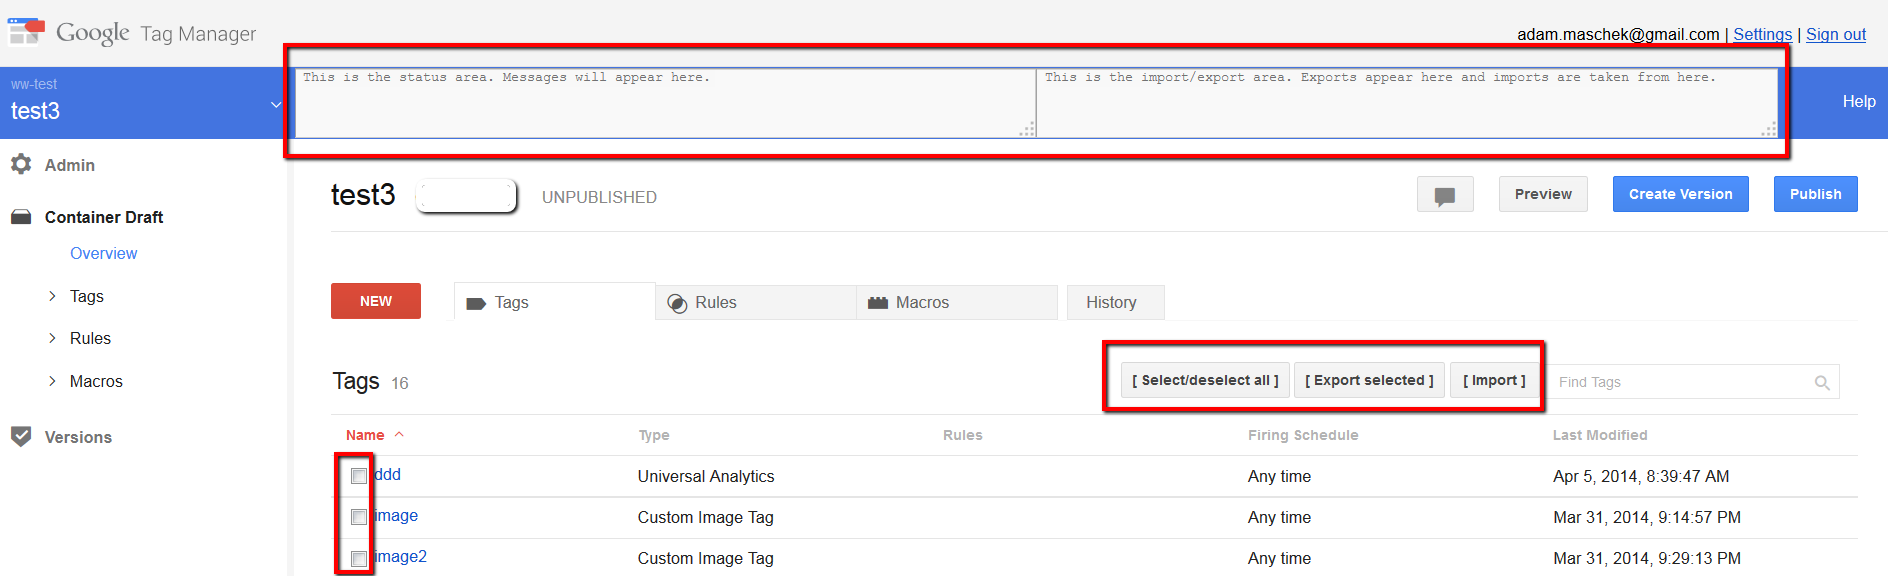 Google Tag Manager
adam.maschek@gmail.com | Settings | Sign out
ww-test
test3
This is the status area. Messages will appear here.
This is the import/export area. Exports appear here and imports are taken from here.
Help
Admin
Container Draft
Overview
Tags
Rules
Macros
Versions
test3 UNPUBLISHED
Preview
Create Version
Publish
NEW
Tags
Rules
Macros
History
Tags 16
[ Select/deselect all ]
[ Export selected ]
[ Import ]
Find Tags
Name Type Rules Firing Schedule Last Modified
ddd Universal Analytics Any time Apr 5, 2014, 8:39:47 AM
image Custom Image Tag Any time Mar 31, 2014, 9:14:57 PM
image2 Custom Image Tag Any time Mar 31, 2014, 9:29:13 PM